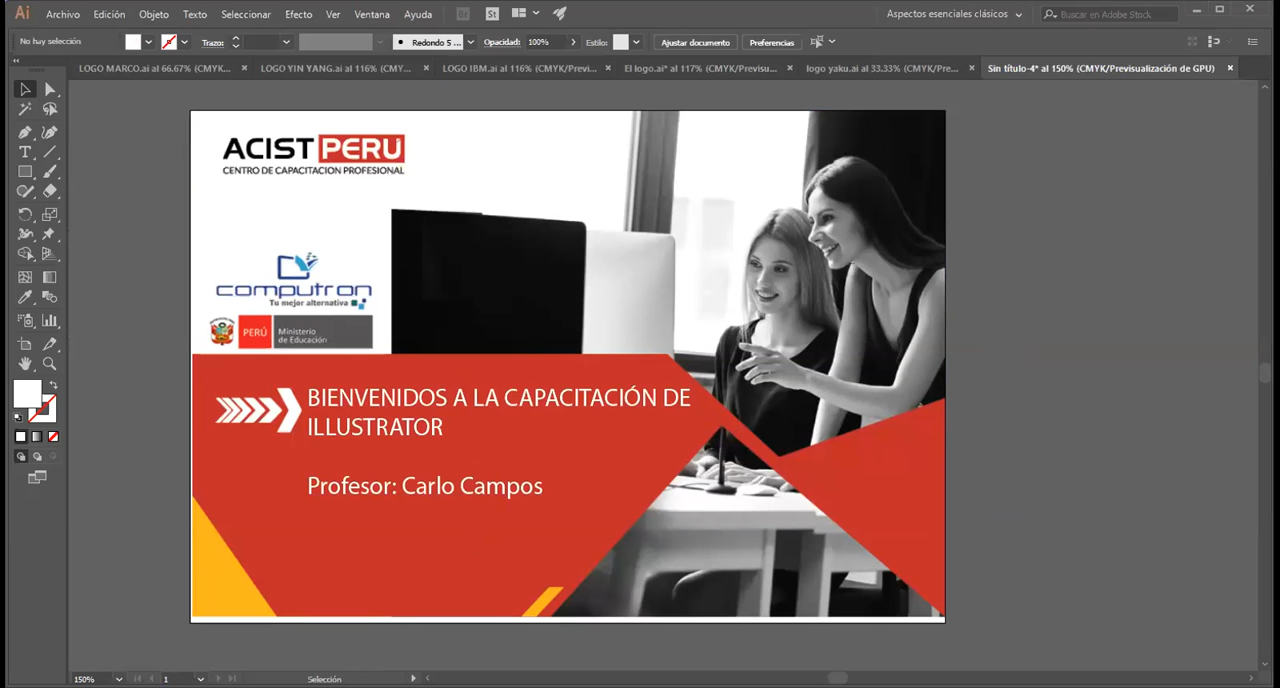 Ai Archivo Edición Objeto Texto Seleccionar Efecto Ver Ventana Ayuda Br St Aspectos esenciales clásicos Buscar en Adobe Stock
No hay selección Trazo: Redondo 5 ... Opacidad: 100% Estilo: Ajustar documento Preferencias
LOGO MARCO.ai al 66.67% (CMYK... × LOGO YIN YANG.ai al 116% (CMY... × LOGO IBM.ai al 116% (CMYK/Previ... × El logo.ai* al 117% (CMYK/Previsu... × logo yaku.ai al 33.33% (CMYK/Pre... × Sin título-4* al 150% (CMYK/Previsualización de GPU) ×
ACIST PERÚ
CENTRO DE CAPACITACION PROFESIONAL
computron
Tu mejor alternativa
PERÚ Ministerio
de Educación
BIENVENIDOS A LA CAPACITACIÓN DE
ILLUSTRATOR
Profesor: Carlo Campos
150% 1 Selección